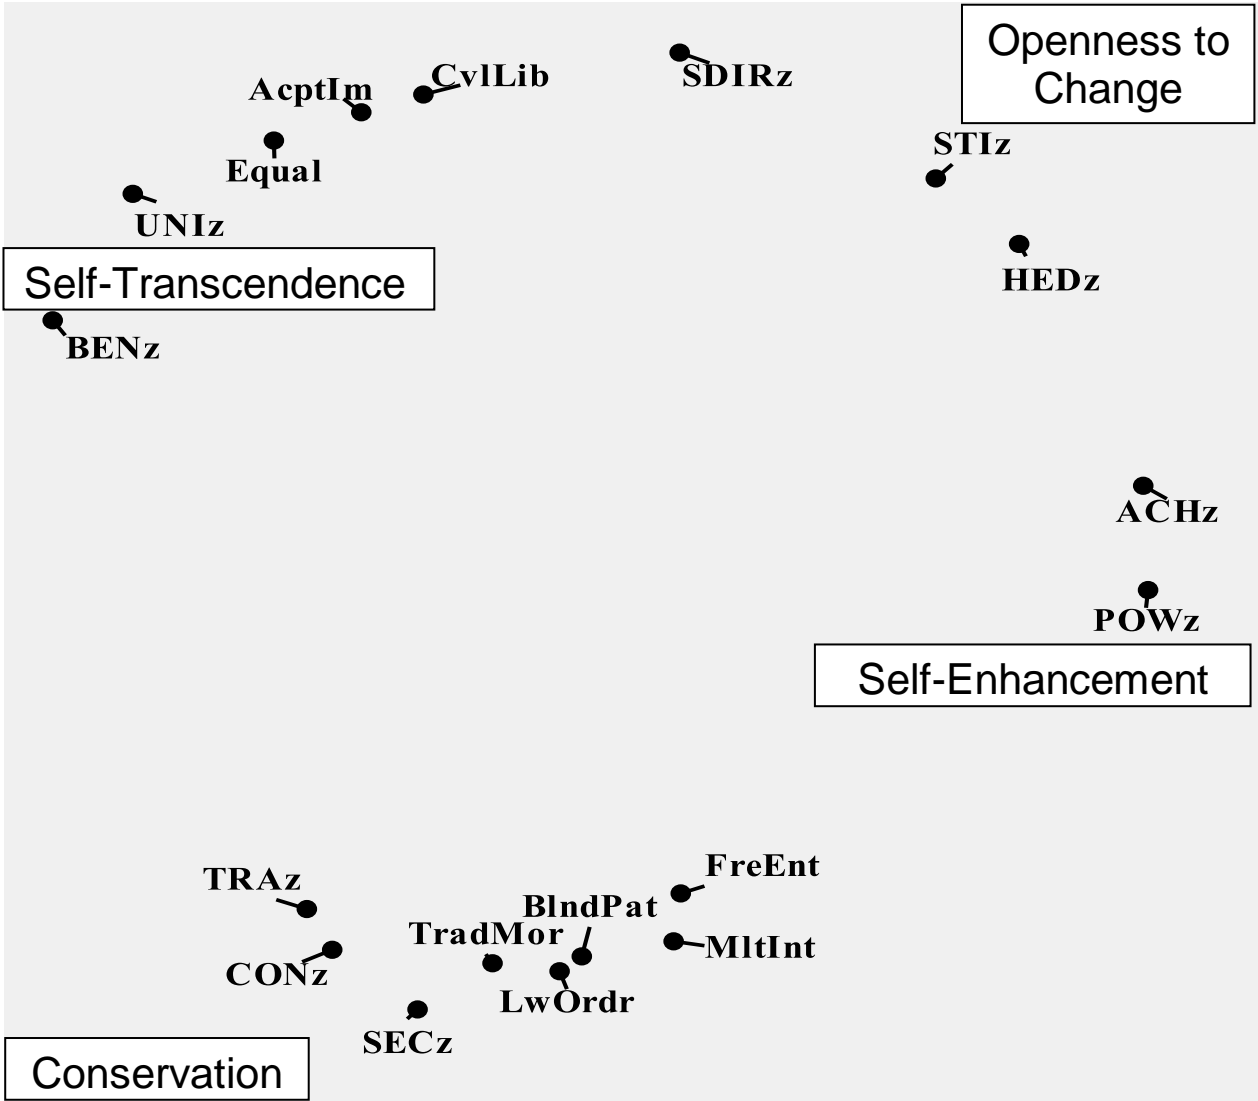 Openness to
Change
SDIRz
CvlLib
AcptIm
STIz
Equal
UNIz
HEDz
Self-Transcendence
BENz
ACHz
POWz
Self-Enhancement
FreEnt
TRAz
BlndPat
TradMor
MltInt
CONz
LwOrdr
SECz
Conservation